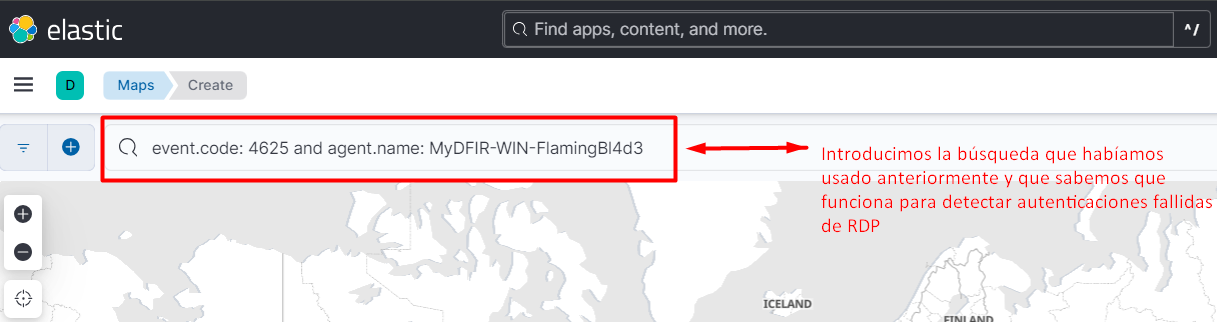 elastic
Find apps, content, and more.
^/
D
Maps
Create
event.code: 4625 and agent.name: MyDFIR-WIN-FlamingBl4d3
Introducimos la búsqueda que habíamos
usado anteriormente y que sabemos que
funciona para detectar autenticaciones fallidas
de RDP
ICELAND
FINLAND